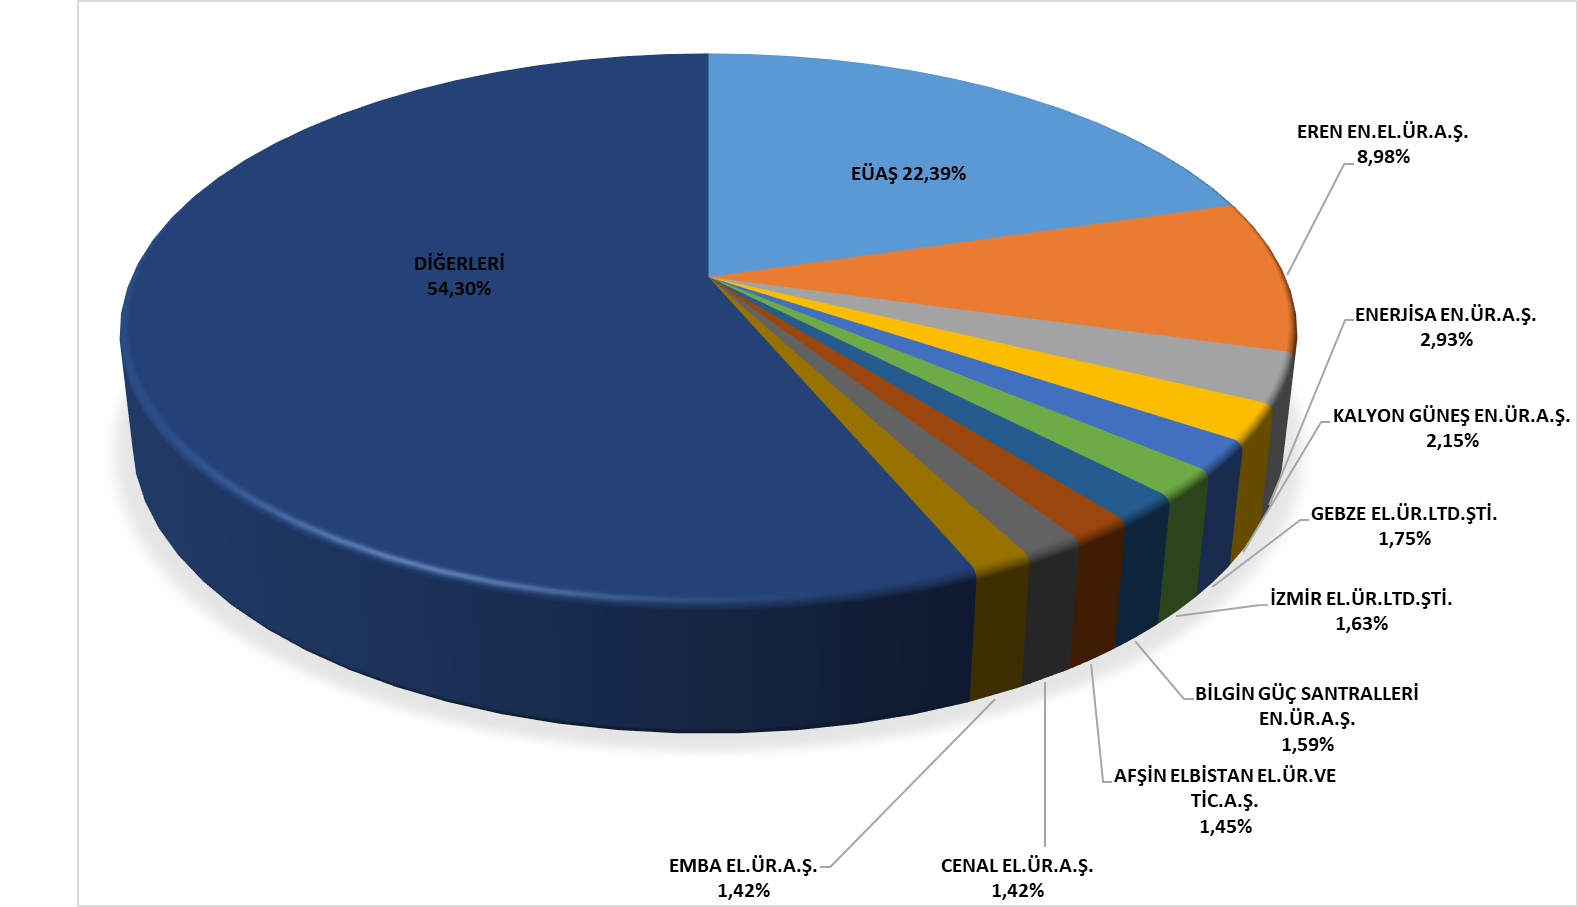 EREN EN.EL.ÜR.A.Ş.
8,98%
EÜAŞ 22,39%
DİĞERLERİ
54,30%
ENERJİSA EN.ÜR.A.Ş.
2,93%
KALYON GÜNEŞ EN.ÜR.A.Ş.
2,15%
GEBZE EL.ÜR.LTD.ŞTİ.
1,75%
İZMİR EL.ÜR.LTD.ŞTİ.
1,63%
BİLGİN GÜÇ SANTRALLERİ
EN.ÜR.A.Ş.
1,59%
AFŞİN ELBİSTAN EL.ÜR.VE
TİC.A.Ş.
1,45%
EMBA EL.ÜR.A.Ş.
1,42%
CENAL EL.ÜR.A.Ş.
1,42%